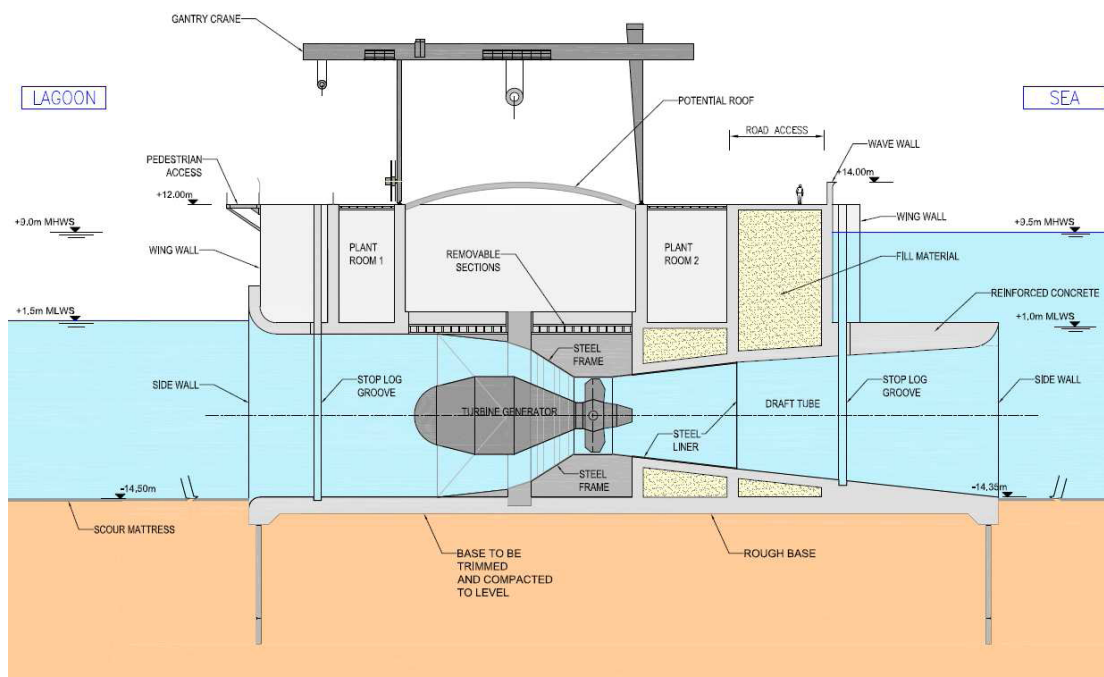 GANTRY CRANE
LAGOON
SEA
POTENTIAL ROOF
ROAD ACCESS
WAVE WALL
PEDESTRIAN
ACCESS
+14.00m
+12.00m
+9.0m MHWS
+9.5m MHWS
WING WALL
WING WALL
PLANT
ROOM 1
REMOVABLE
SECTIONS
PLANT
ROOM 2
FILL MATERIAL
REINFORCED CONCRETE
+1,5m MLWS
+1,0m MLWS
STEEL
FRAME
SIDE WALL
STOP LOG
GROOVE
TURBINE GENERATOR
DRAFT TUBE
STOP LOG
GROOVE
SIDE WALL
STEEL
LINER
STEEL
FRAME
-14,50m
-14,35m
SCOUR MATTRESS
BASE TO BE
TRIMMED
AND COMPACTED
TO LEVEL
ROUGH BASE